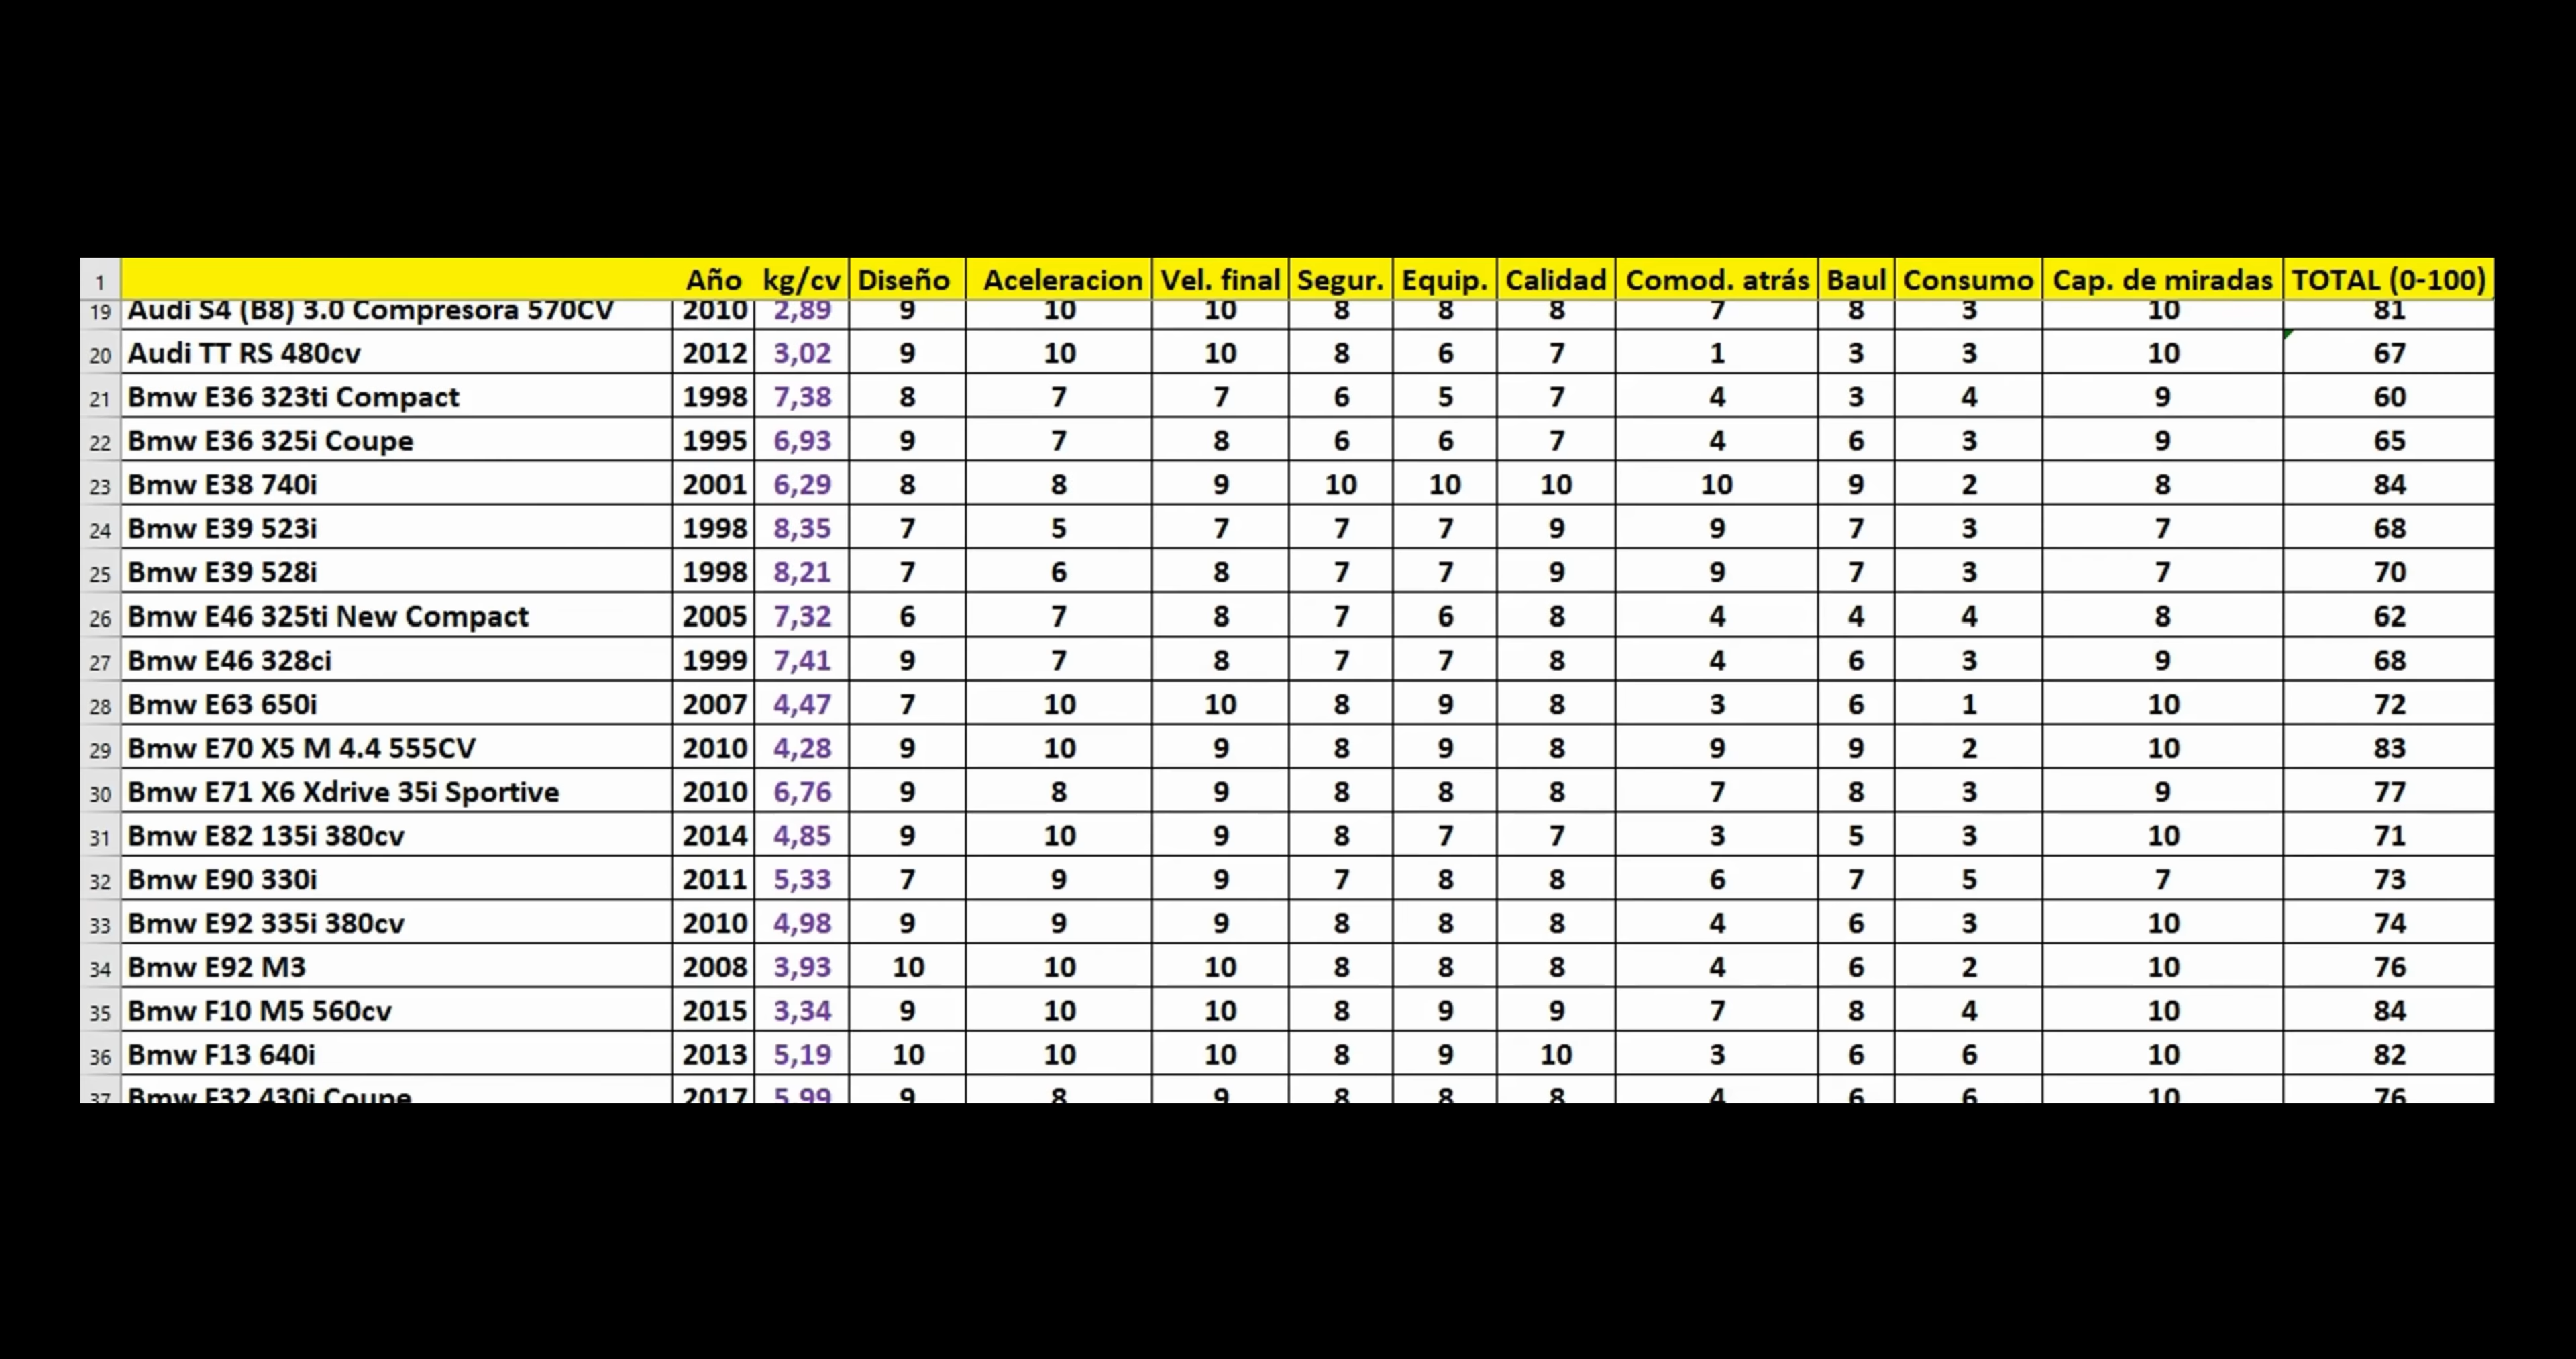 1 Año kg/cv Diseño Aceleracion Vel. final Segur. Equip. Calidad Comod. atrás Baul Consumo Cap. de miradas TOTAL (0-100)
19 Audi S4 (B8) 3.0 Compresora 570CV 2010 2,89 9 10 10 8 8 8 7 8 3 10 81
20 Audi TT RS 480cv 2012 3,02 9 10 10 8 6 7 1 3 3 10 67
21 Bmw E36 323ti Compact 1998 7,38 8 7 7 6 5 7 4 3 4 9 60
22 Bmw E36 325i Coupe 1995 6,93 9 7 8 6 6 7 4 6 3 9 65
23 Bmw E38 740i 2001 6,29 8 8 9 10 10 10 10 9 2 8 84
24 Bmw E39 523i 1998 8,35 7 5 7 7 7 9 9 7 3 7 68
25 Bmw E39 528i 1998 8,21 7 6 8 7 7 9 9 7 3 7 70
26 Bmw E46 325ti New Compact 2005 7,32 6 7 8 7 6 8 4 4 4 8 62
27 Bmw E46 328ci 1999 7,41 9 7 8 7 7 8 4 6 3 9 68
28 Bmw E63 650i 2007 4,47 7 10 10 8 9 8 3 6 1 10 72
29 Bmw E70 X5 M 4.4 555CV 2010 4,28 9 10 9 8 9 8 9 9 2 10 83
30 Bmw E71 X6 Xdrive 35i Sportive 2010 6,76 9 8 9 8 8 8 7 8 3 9 77
31 Bmw E82 135i 380cv 2014 4,85 9 10 9 8 7 7 3 5 3 10 71
32 Bmw E90 330i 2011 5,33 7 9 9 7 8 8 6 7 5 7 73
33 Bmw E92 335i 380cv 2010 4,98 9 9 9 8 8 8 4 6 3 10 74
34 Bmw E92 M3 2008 3,93 10 10 10 8 8 8 4 6 2 10 76
35 Bmw F10 M5 560cv 2015 3,34 9 10 10 8 9 9 7 8 4 10 84
36 Bmw F13 640i 2013 5,19 10 10 10 8 9 10 3 6 6 10 82
37 Bmw F32 430i Coupe 2017 5,99 9 8 9 8 8 8 4 6 6 10 76